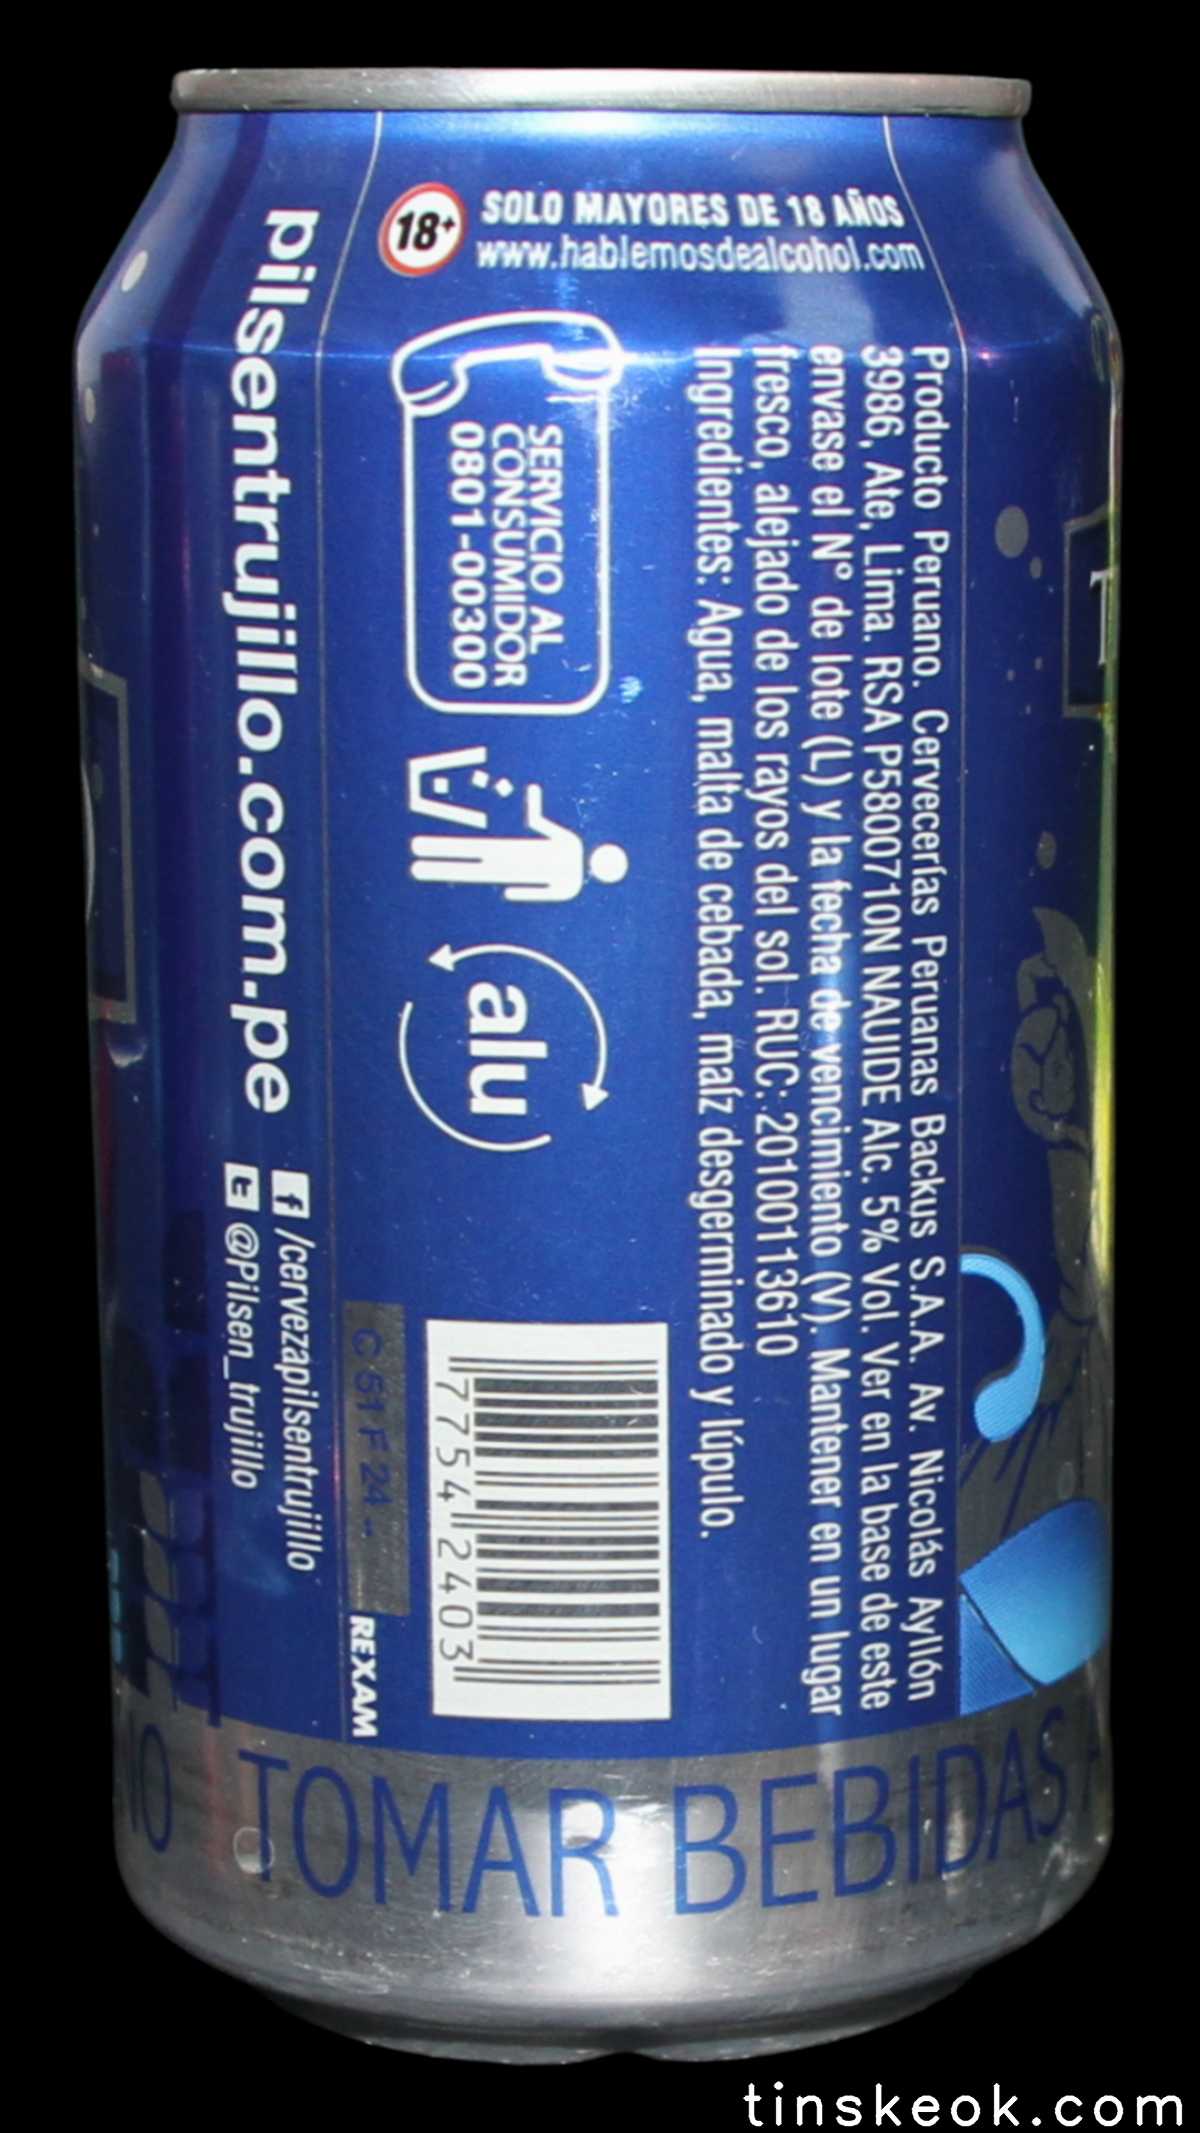 18+
SOLO MAYORES DE 18 AÑOS
www.hablemosdealcohol.com
Producto Peruano. Cervecerías Peruanas Backus S.A.A. Av. Nicolás Ayllón
3986, Ate, Lima. RSA P5800710N NAUIDE Alc. 5% Vol. Ver en la base de este
envase el N° de lote (L) y la fecha de vencimiento (V). Mantener en un lugar
fresco, alejado de los rayos del sol. RUC: 20100113610
Ingredientes: Agua, malta de cebada, maíz desgerminado y lúpulo.
SERVICIO AL
CONSUMIDOR
0801-00300
alu
7754 2403
C 51 F 24 --
REXAM
pilsentrujillo.com.pe
f /cervezapilsentrujillo
t @Pilsen_trujillo
TOMAR BEBIDAS
tinskeok.com